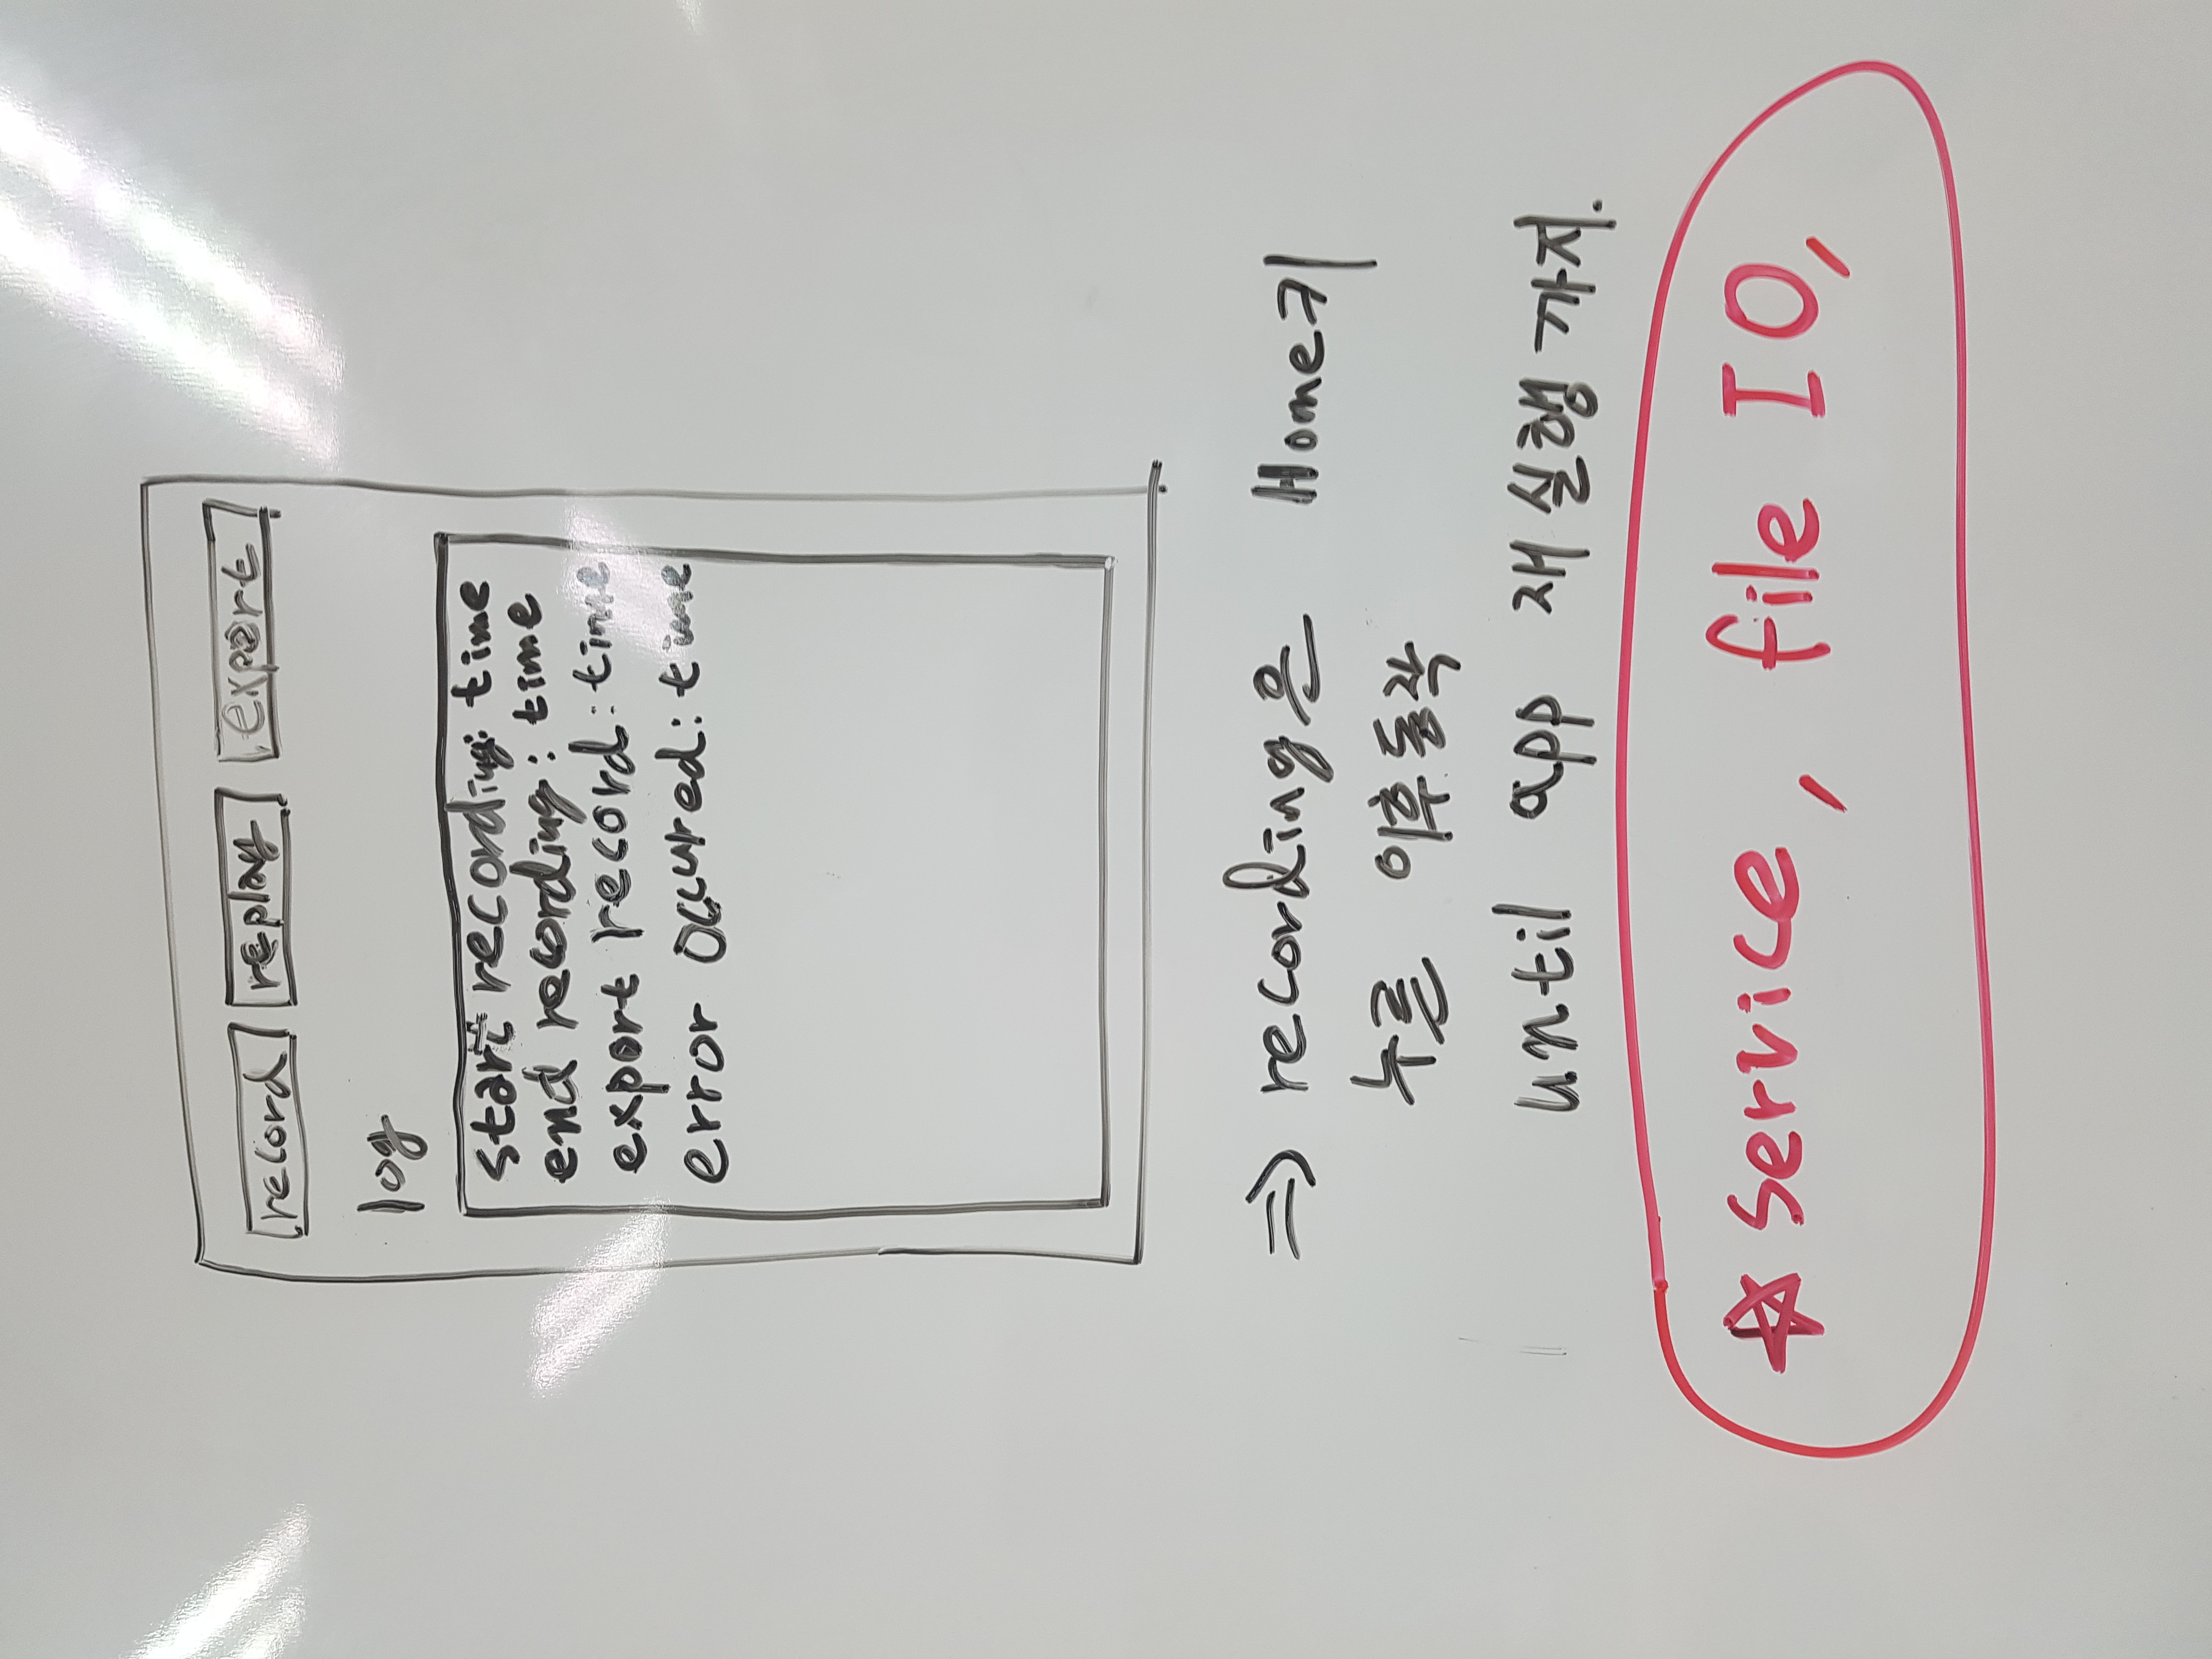 record replay export
log
start recording: time
end recording: time
export record: time
error occured: time
⇒ recording은 Home키
누른 이후 동작
until app 재실행 까지.
☆ service, file IO,